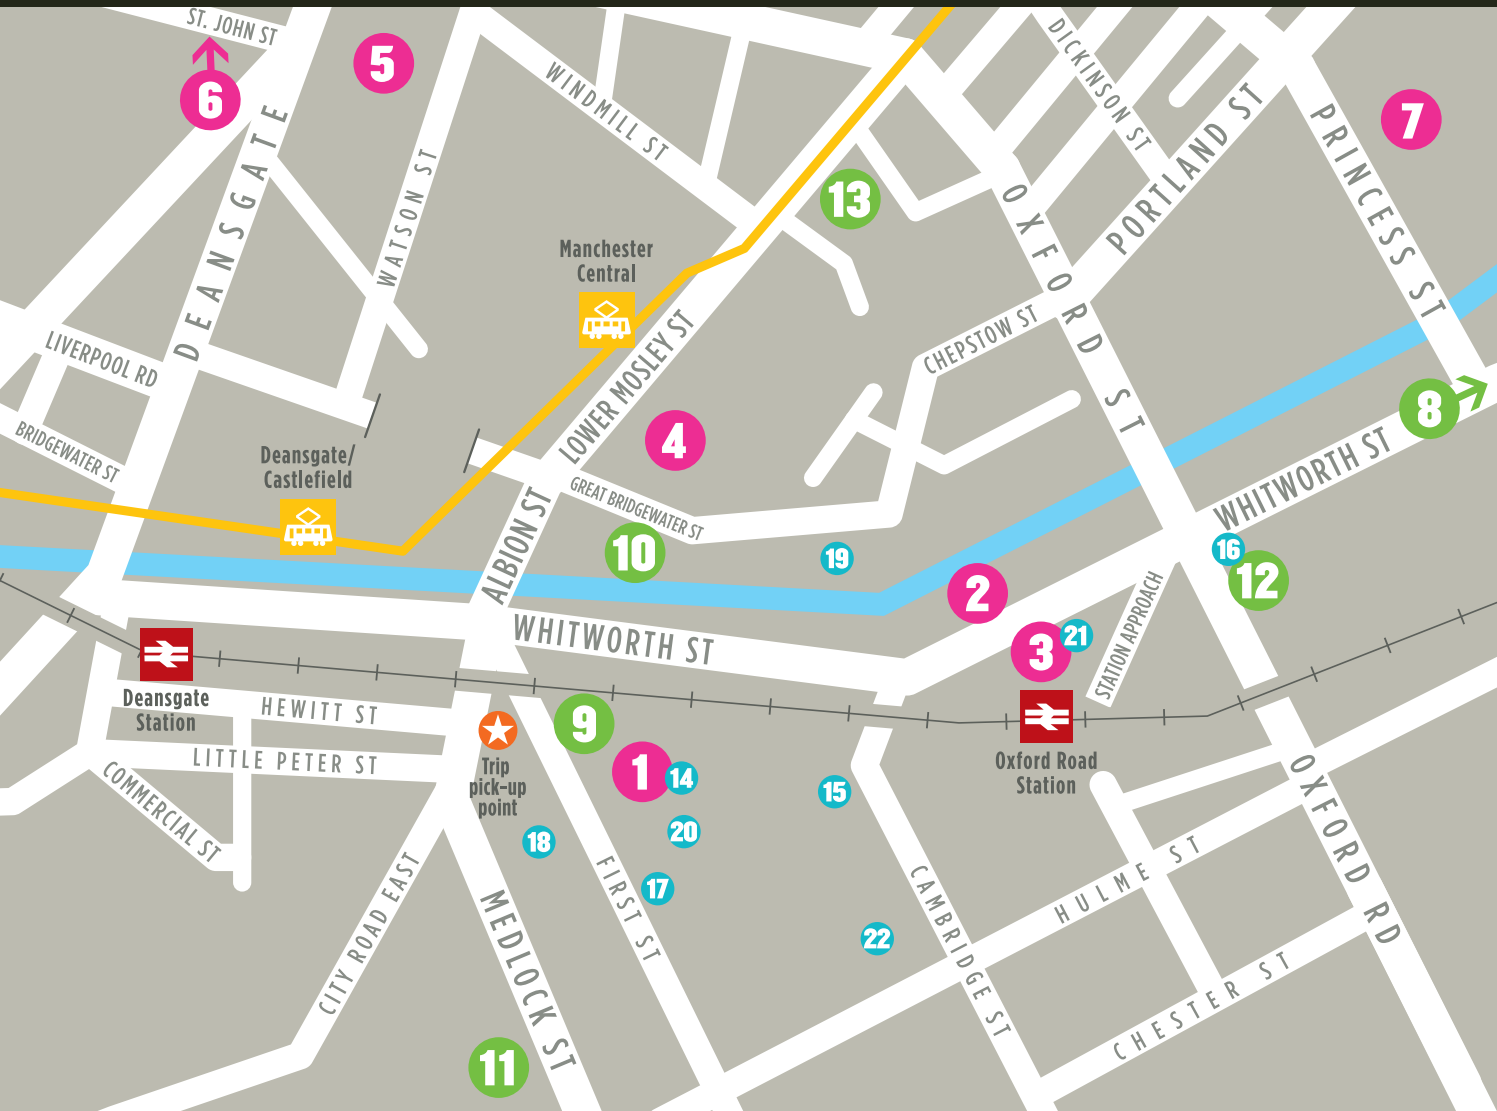 ST. JOHN ST
5
6
DEANSGATE
WATSON ST
WINDMILL ST
DICKINSON ST
PORTLAND ST
PRINCESS ST
7
13
OXFORD ST
Manchester
Central
LIVERPOOL RD
BRIDGEWATER ST
LOWER MOSLEY ST
CHEPSTOW ST
8
4
Deansgate/
Castlefield
GREAT BRIDGEWATER ST
ALBION ST
WHITWORTH ST
10
19
16
12
2
STATION APPROACH
WHITWORTH ST
3
21
Deansgate
Station
HEWITT ST
9
LITTLE PETER ST
Trip
pick-up
point
1
14
15
Oxford Road
Station
COMMERCIAL ST
18
20
17
OXFORD RD
CITY ROAD EAST
MEDLOCK ST
FIRST ST
22
CAMBRIDGE ST
HULME ST
CHESTER ST
11